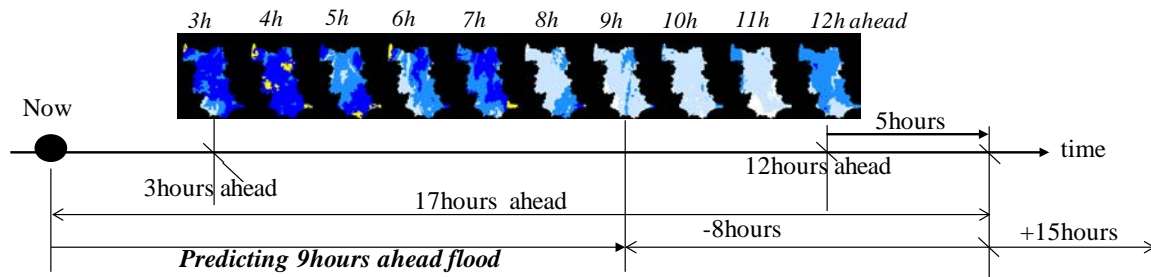 3h 4h 5h 6h 7h 8h 9h 10h 11h 12h ahead
Now
5hours
time
3hours ahead
12hours ahead
17hours ahead
-8hours
+15hours
Predicting 9hours ahead flood